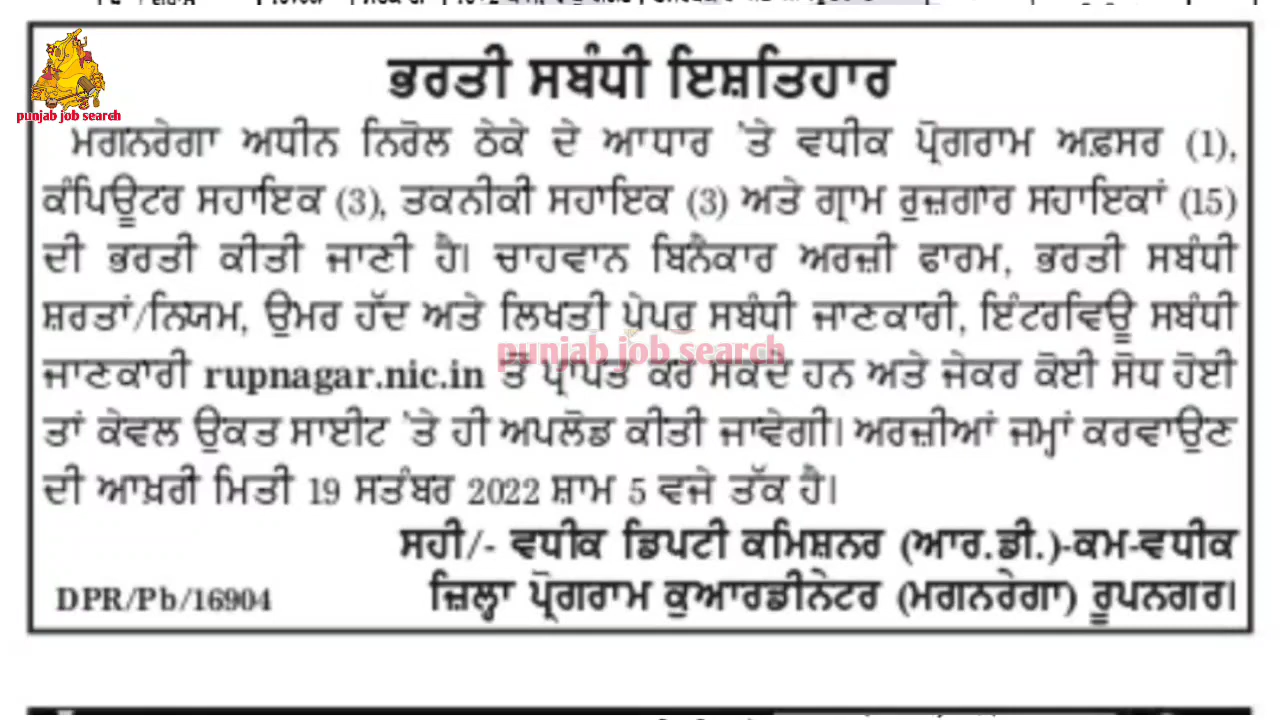 punjab job search
ਭਰਤੀ ਸਬੰਧੀ ਇਸ਼ਤਿਹਾਰ
ਮਗਨਰੇਗਾ ਅਧੀਨ ਨਿਰੋਲ ਠੇਕੇ ਦੇ ਆਧਾਰ 'ਤੇ ਵਧੀਕ ਪ੍ਰੋਗਰਾਮ ਅਫ਼ਸਰ (1),
ਕੰਪਿਊਟਰ ਸਹਾਇਕ (3), ਤਕਨੀਕੀ ਸਹਾਇਕ (3) ਅਤੇ ਗ੍ਰਾਮ ਰੁਜ਼ਗਾਰ ਸਹਾਇਕਾਂ (15)
ਦੀ ਭਰਤੀ ਕੀਤੀ ਜਾਣੀ ਹੈ। ਚਾਹਵਾਨ ਬਿਨੈਕਾਰ ਅਰਜ਼ੀ ਫਾਰਮ, ਭਰਤੀ ਸਬੰਧੀ
ਸ਼ਰਤਾਂ/ਨਿਯਮ, ਉਮਰ ਹੱਦ ਅਤੇ ਲਿਖਤੀ ਪੇਪਰ ਸਬੰਧੀ ਜਾਣਕਾਰੀ, ਇੰਟਰਵਿਊ ਸਬੰਧੀ
punjab job search
ਜਾਣਕਾਰੀ rupnagar.nic.in ਤੋਂ ਪ੍ਰਾਪਤ ਕਰ ਸਕਦੇ ਹਨ ਅਤੇ ਜੇਕਰ ਕੋਈ ਸੋਧ ਹੋਈ
ਤਾਂ ਕੇਵਲ ਉਕਤ ਸਾਈਟ 'ਤੇ ਹੀ ਅਪਲੋਡ ਕੀਤੀ ਜਾਵੇਗੀ। ਅਰਜ਼ੀਆਂ ਜਮ੍ਹਾਂ ਕਰਵਾਉਣ
ਦੀ ਆਖ਼ਰੀ ਮਿਤੀ 19 ਸਤੰਬਰ 2022 ਸ਼ਾਮ 5 ਵਜੇ ਤੱਕ ਹੈ।
ਸਹੀ/- ਵਧੀਕ ਡਿਪਟੀ ਕਮਿਸ਼ਨਰ (ਆਰ.ਡੀ.)-ਕਮ-ਵਧੀਕ
DPR/Pb/16904 ਜ਼ਿਲ੍ਹਾ ਪ੍ਰੋਗਰਾਮ ਕੁਆਰਡੀਨੇਟਰ (ਮਗਨਰੇਗਾ) ਰੂਪਨਗਰ।